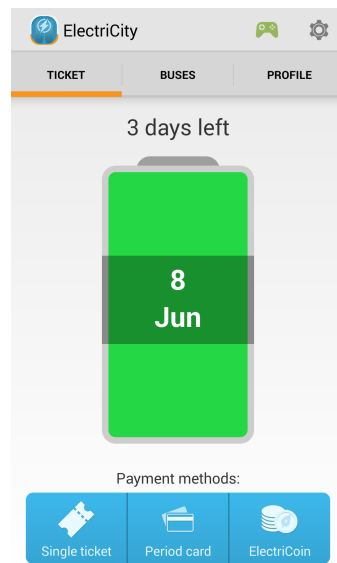 ElectriCity
TICKET BUSES PROFILE
3 days left
8
Jun
Payment methods:
Single ticket Period card ElectriCoin